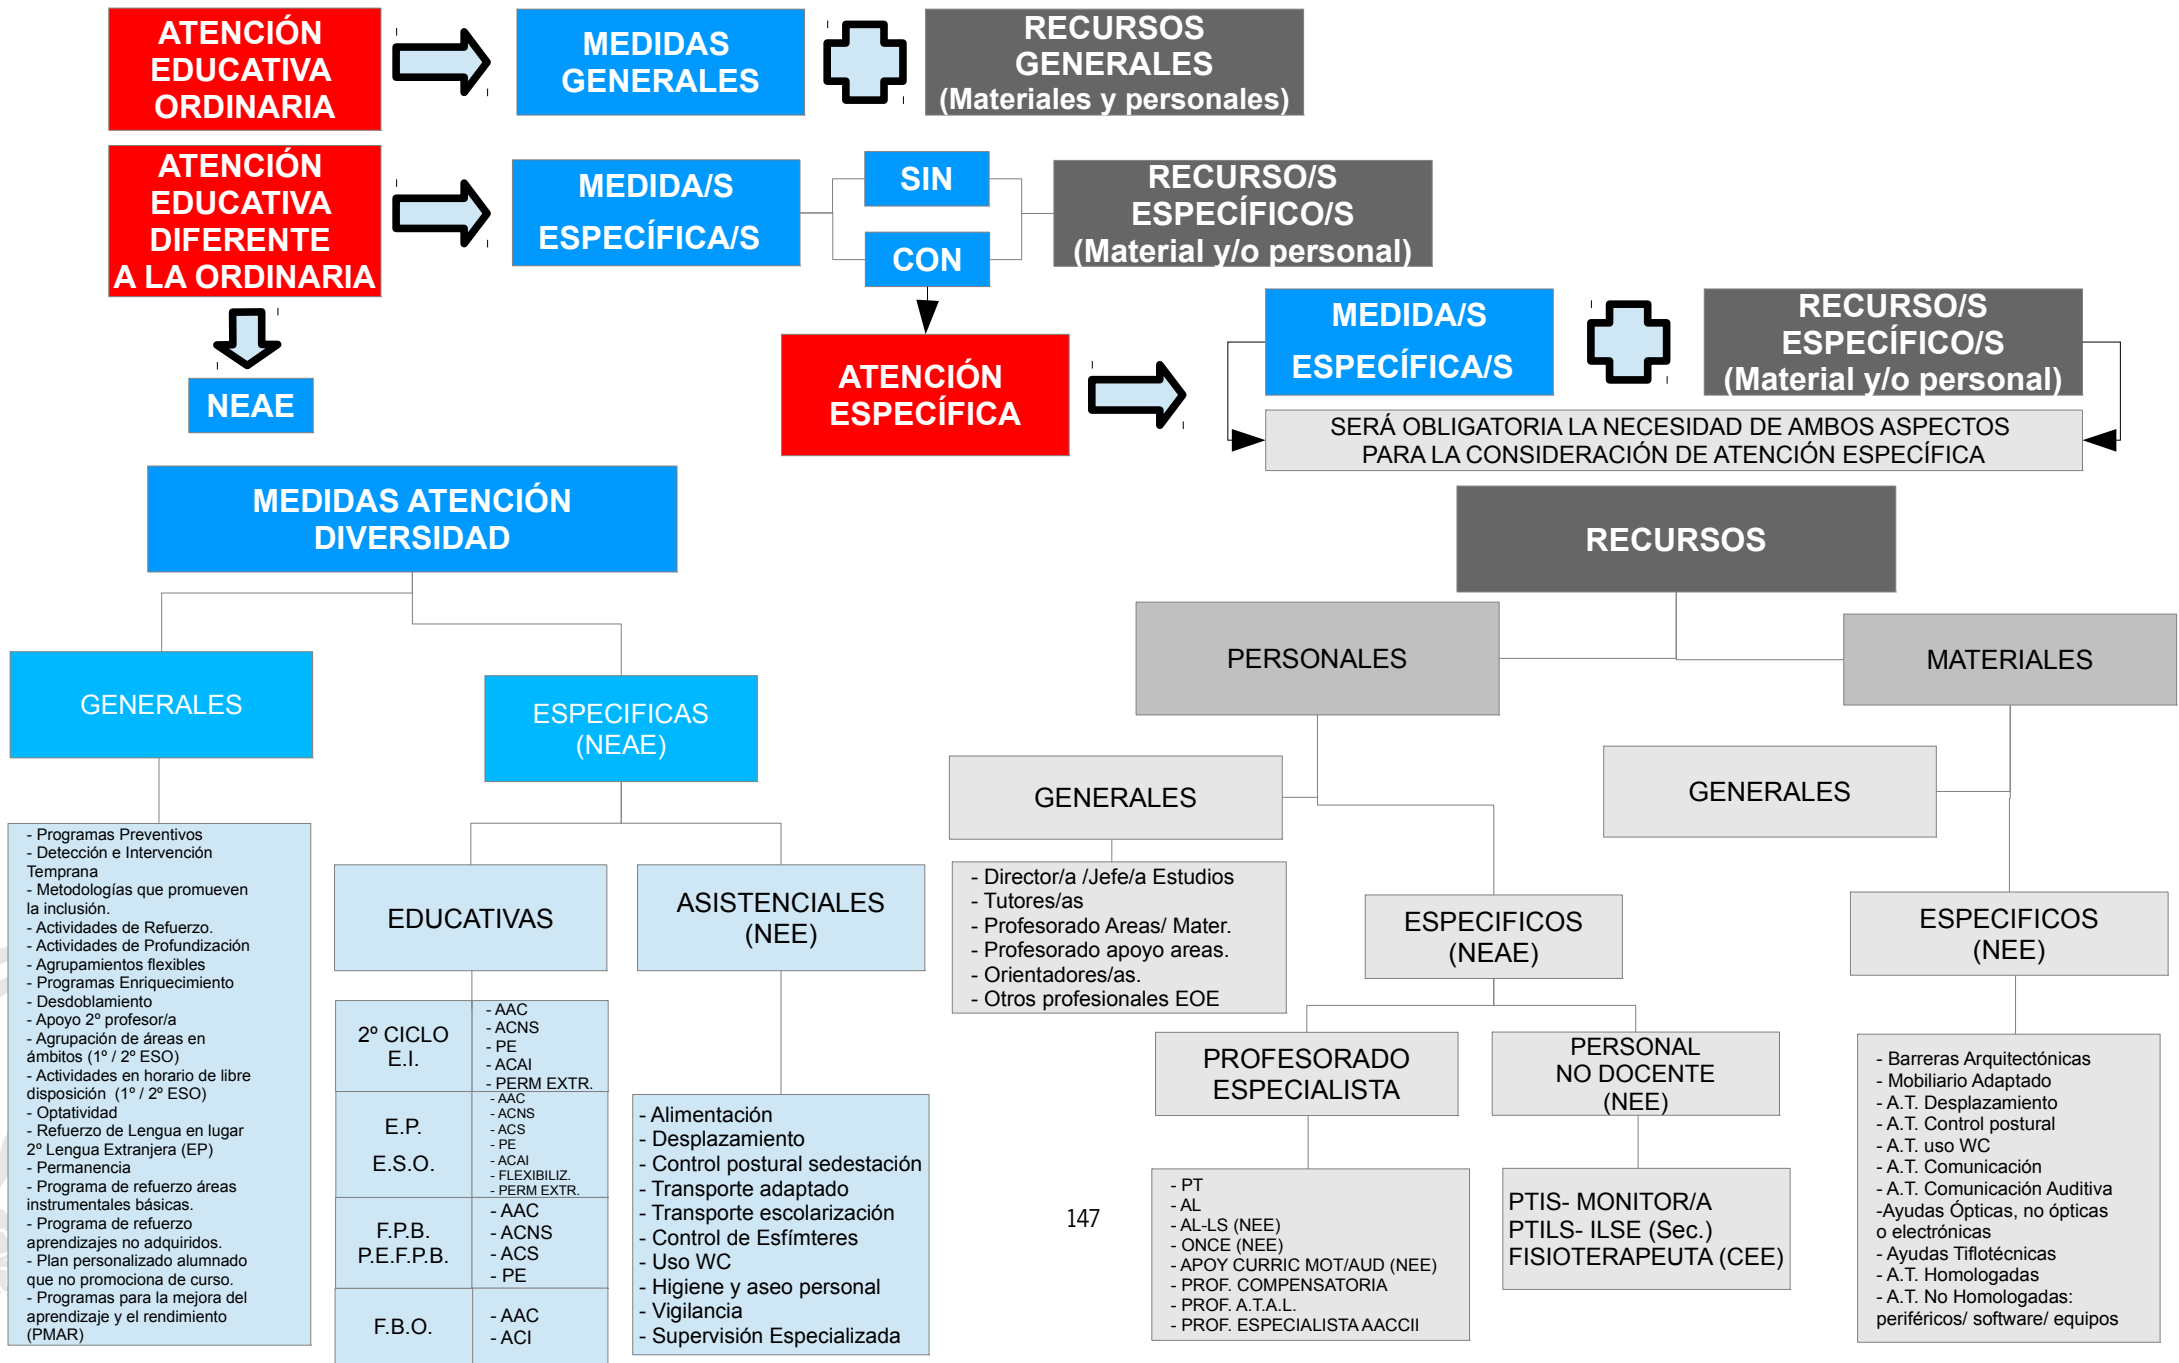 ATENCIÓN
EDUCATIVA
ORDINARIA
MEDIDAS
GENERALES
RECURSOS
GENERALES
(Materiales y personales)
ATENCIÓN
EDUCATIVA
DIFERENTE
A LA ORDINARIA
MEDIDA/S
ESPECÍFICA/S
SIN
CON
RECURSO/S
ESPECÍFICO/S
(Material y/o personal)
NEAE
ATENCIÓN
ESPECÍFICA
MEDIDA/S
ESPECÍFICA/S
RECURSO/S
ESPECÍFICO/S
(Material y/o personal)
SERÁ OBLIGATORIA LA NECESIDAD DE AMBOS ASPECTOS
PARA LA CONSIDERACIÓN DE ATENCIÓN ESPECÍFICA
MEDIDAS ATENCIÓN
DIVERSIDAD
GENERALES
- Programas Preventivos
- Detección e Intervención
Temprana
- Metodologías que promueven
la inclusión.
- Actividades de Refuerzo.
- Actividades de Profundización
- Agrupamientos flexibles
- Programas Enriquecimiento
- Desdoblamiento
- Apoyo 2º profesor/a
- Agrupación de áreas en
ámbitos (1º / 2º ESO)
- Actividades en horario de libre
disposición (1º / 2º ESO)
- Optatividad
- Refuerzo de Lengua en lugar
2º Lengua Extranjera (EP)
- Permanencia
- Programa de refuerzo áreas
instrumentales básicas.
- Programa de refuerzo
aprendizajes no adquiridos.
- Plan personalizado alumnado
que no promociona de curso.
- Programas para la mejora del
aprendizaje y el rendimiento
(PMAR)
ESPECIFICAS
(NEAE)
EDUCATIVAS
2º CICLO
E.I.
- AAC
- ACNS
- PE
- ACAI
- PERM EXTR.
E.P.
E.S.O.
- AAC
- ACNS
- ACS
- PE
- ACAI
- FLEXIBILIZ.
- PERM EXTR.
F.P.B.
P.E.F.P.B.
- AAC
- ACNS
- ACS
- PE
F.B.O.
- AAC
- ACI
ASISTENCIALES
(NEE)
- Alimentación
- Desplazamiento
- Control postural sedestación
- Transporte adaptado
- Transporte escolarización
- Control de Esfímteres
- Uso WC
- Higiene y aseo personal
- Vigilancia
- Supervisión Especializada
RECURSOS
PERSONALES
GENERALES
- Director/a /Jefe/a Estudios
- Tutores/as
- Profesorado Areas/ Mater.
- Profesorado apoyo areas.
- Orientadores/as.
- Otros profesionales EOE
ESPECIFICOS
(NEAE)
PROFESORADO
ESPECIALISTA
- PT
- AL
- AL-LS (NEE)
- ONCE (NEE)
- APOY CURRIC MOT/AUD (NEE)
- PROF. COMPENSATORIA
- PROF. A.T.A.L.
- PROF. ESPECIALISTA AACCII
PERSONAL
NO DOCENTE
(NEE)
PTIS- MONITOR/A
PTILS- ILSE (Sec.)
FISIOTERAPEUTA (CEE)
MATERIALES
GENERALES
ESPECIFICOS
(NEE)
- Barreras Arquitectónicas
- Mobiliario Adaptado
- A.T. Desplazamiento
- A.T. Control postural
- A.T. uso WC
- A.T. Comunicación
- A.T. Comunicación Auditiva
-Ayudas Ópticas, no ópticas
o electrónicas
- Ayudas Tiflotécnicas
- A.T. Homologadas
- A.T. No Homologadas:
periféricos/ software/ equipos
147